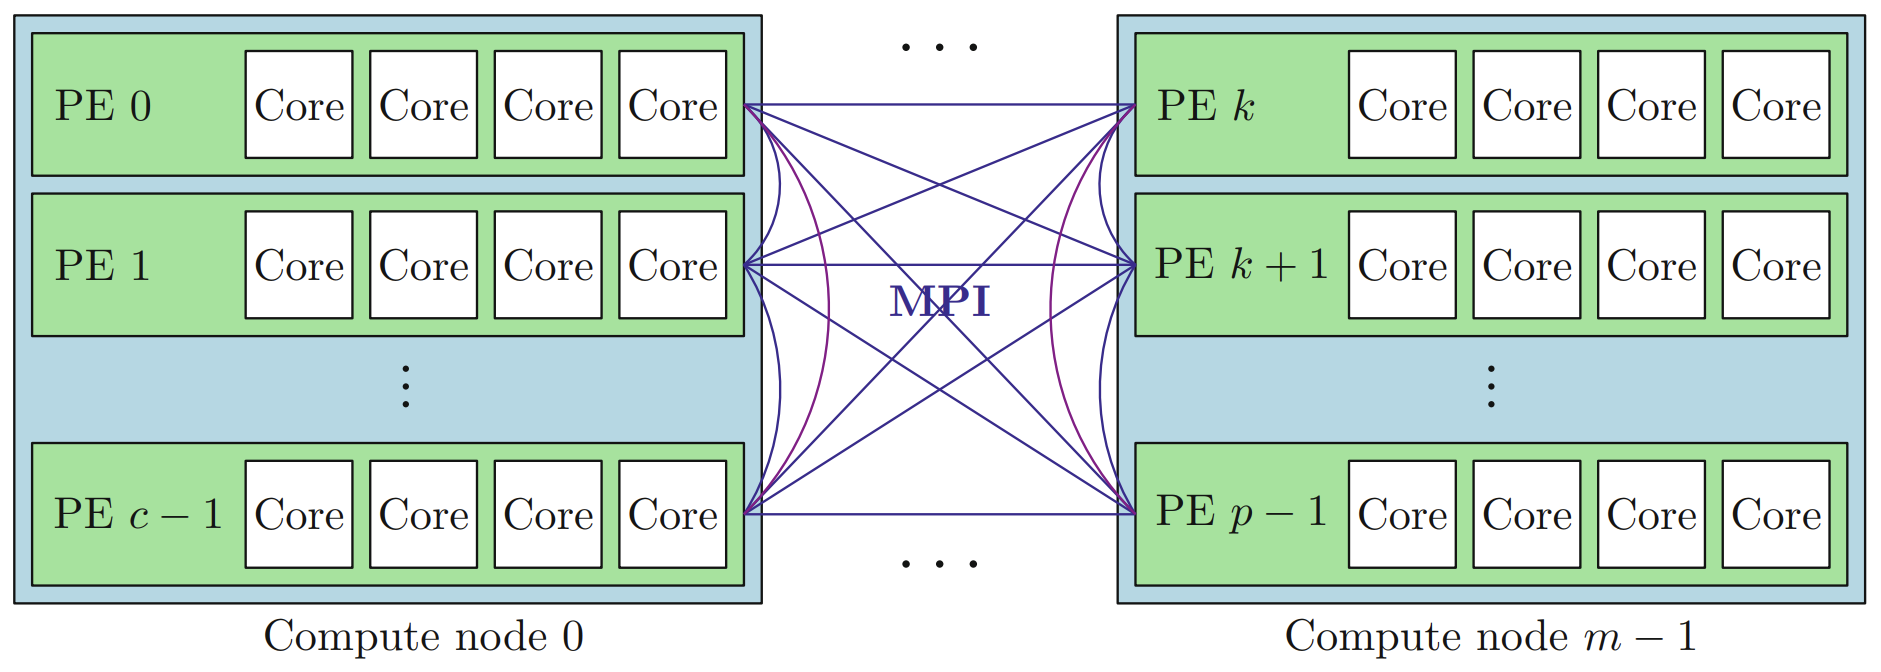 PE 0 Core Core Core Core
PE 1 Core Core Core Core
⋮
PE c − 1 Core Core Core Core
Compute node 0
· · ·
MPI
· · ·
PE k Core Core Core Core
PE k + 1 Core Core Core Core
⋮
PE p − 1 Core Core Core Core
Compute node m − 1